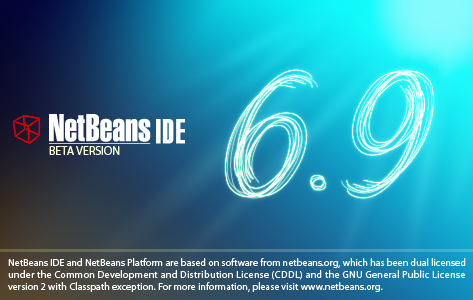 NetBeans IDE
BETA VERSION
6.9
NetBeans IDE and NetBeans Platform are based on software from netbeans.org, which has been dual licensed
under the Common Development and Distribution License (CDDL) and the GNU General Public License
version 2 with Classpath exception. For more information, please visit www.netbeans.org.